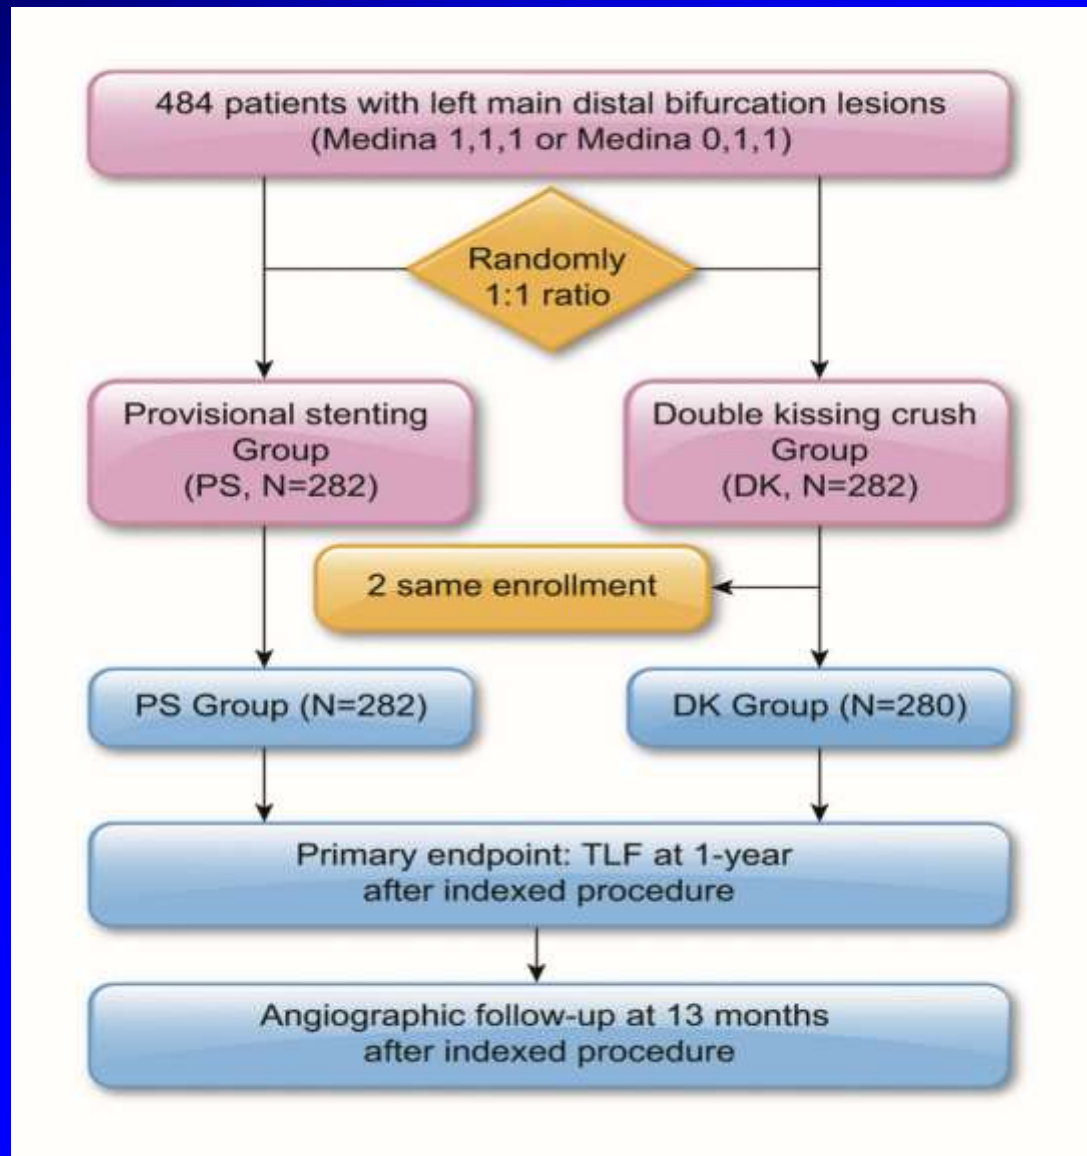 484 patients with left main distal bifurcation lesions
(Medina 1,1,1 or Medina 0,1,1)
Randomly
1:1 ratio
Provisional stenting
Group
(PS, N=282)
Double kissing crush
Group
(DK, N=282)
2 same enrollment
PS Group (N=282)
DK Group (N=280)
Primary endpoint: TLF at 1-year
after indexed procedure
Angiographic follow-up at 13 months
after indexed procedure